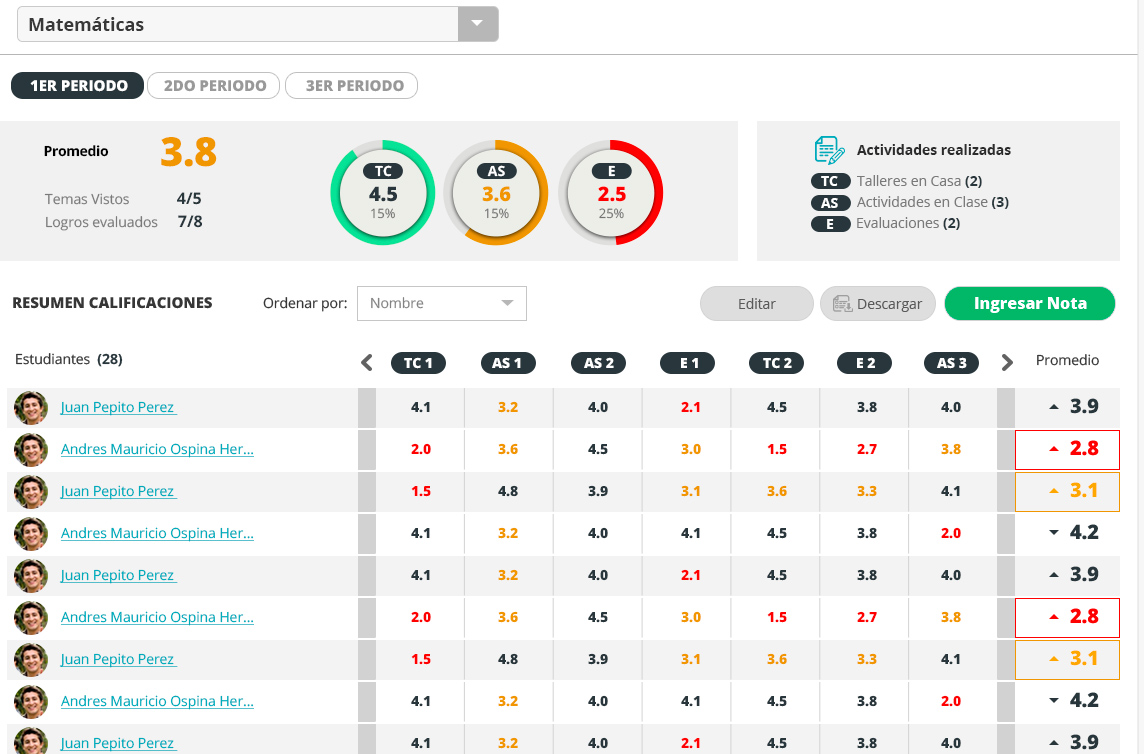 Matemáticas
1ER PERIODO 2DO PERIODO 3ER PERIODO
Promedio 3.8
Temas Vistos 4/5
Logros evaluados 7/8
TC
4.5
15%
AS
3.6
15%
E
2.5
25%
Actividades realizadas
TC Talleres en Casa (2)
AS Actividades en Clase (3)
E Evaluaciones (2)
RESUMEN CALIFICACIONES Ordenar por: Nombre Editar Descargar Ingresar Nota
Estudiantes (28) TC 1 AS 1 AS 2 E 1 TC 2 E 2 AS 3 Promedio
Juan Pepito Perez 4.1 3.2 4.0 2.1 4.5 3.8 4.0 3.9
Andres Mauricio Ospina Her... 2.0 3.6 4.5 3.0 1.5 2.7 3.8 2.8
Juan Pepito Perez 1.5 4.8 3.9 3.1 3.6 3.3 4.1 3.1
Andres Mauricio Ospina Her... 4.1 3.2 4.0 4.1 4.5 3.8 2.0 4.2
Juan Pepito Perez 4.1 3.2 4.0 2.1 4.5 3.8 4.0 3.9
Andres Mauricio Ospina Her... 2.0 3.6 4.5 3.0 1.5 2.7 3.8 2.8
Juan Pepito Perez 1.5 4.8 3.9 3.1 3.6 3.3 4.1 3.1
Andres Mauricio Ospina Her... 4.1 3.2 4.0 4.1 4.5 3.8 2.0 4.2
Juan Pepito Perez 4.1 3.2 4.0 2.1 4.5 3.8 4.0 3.9